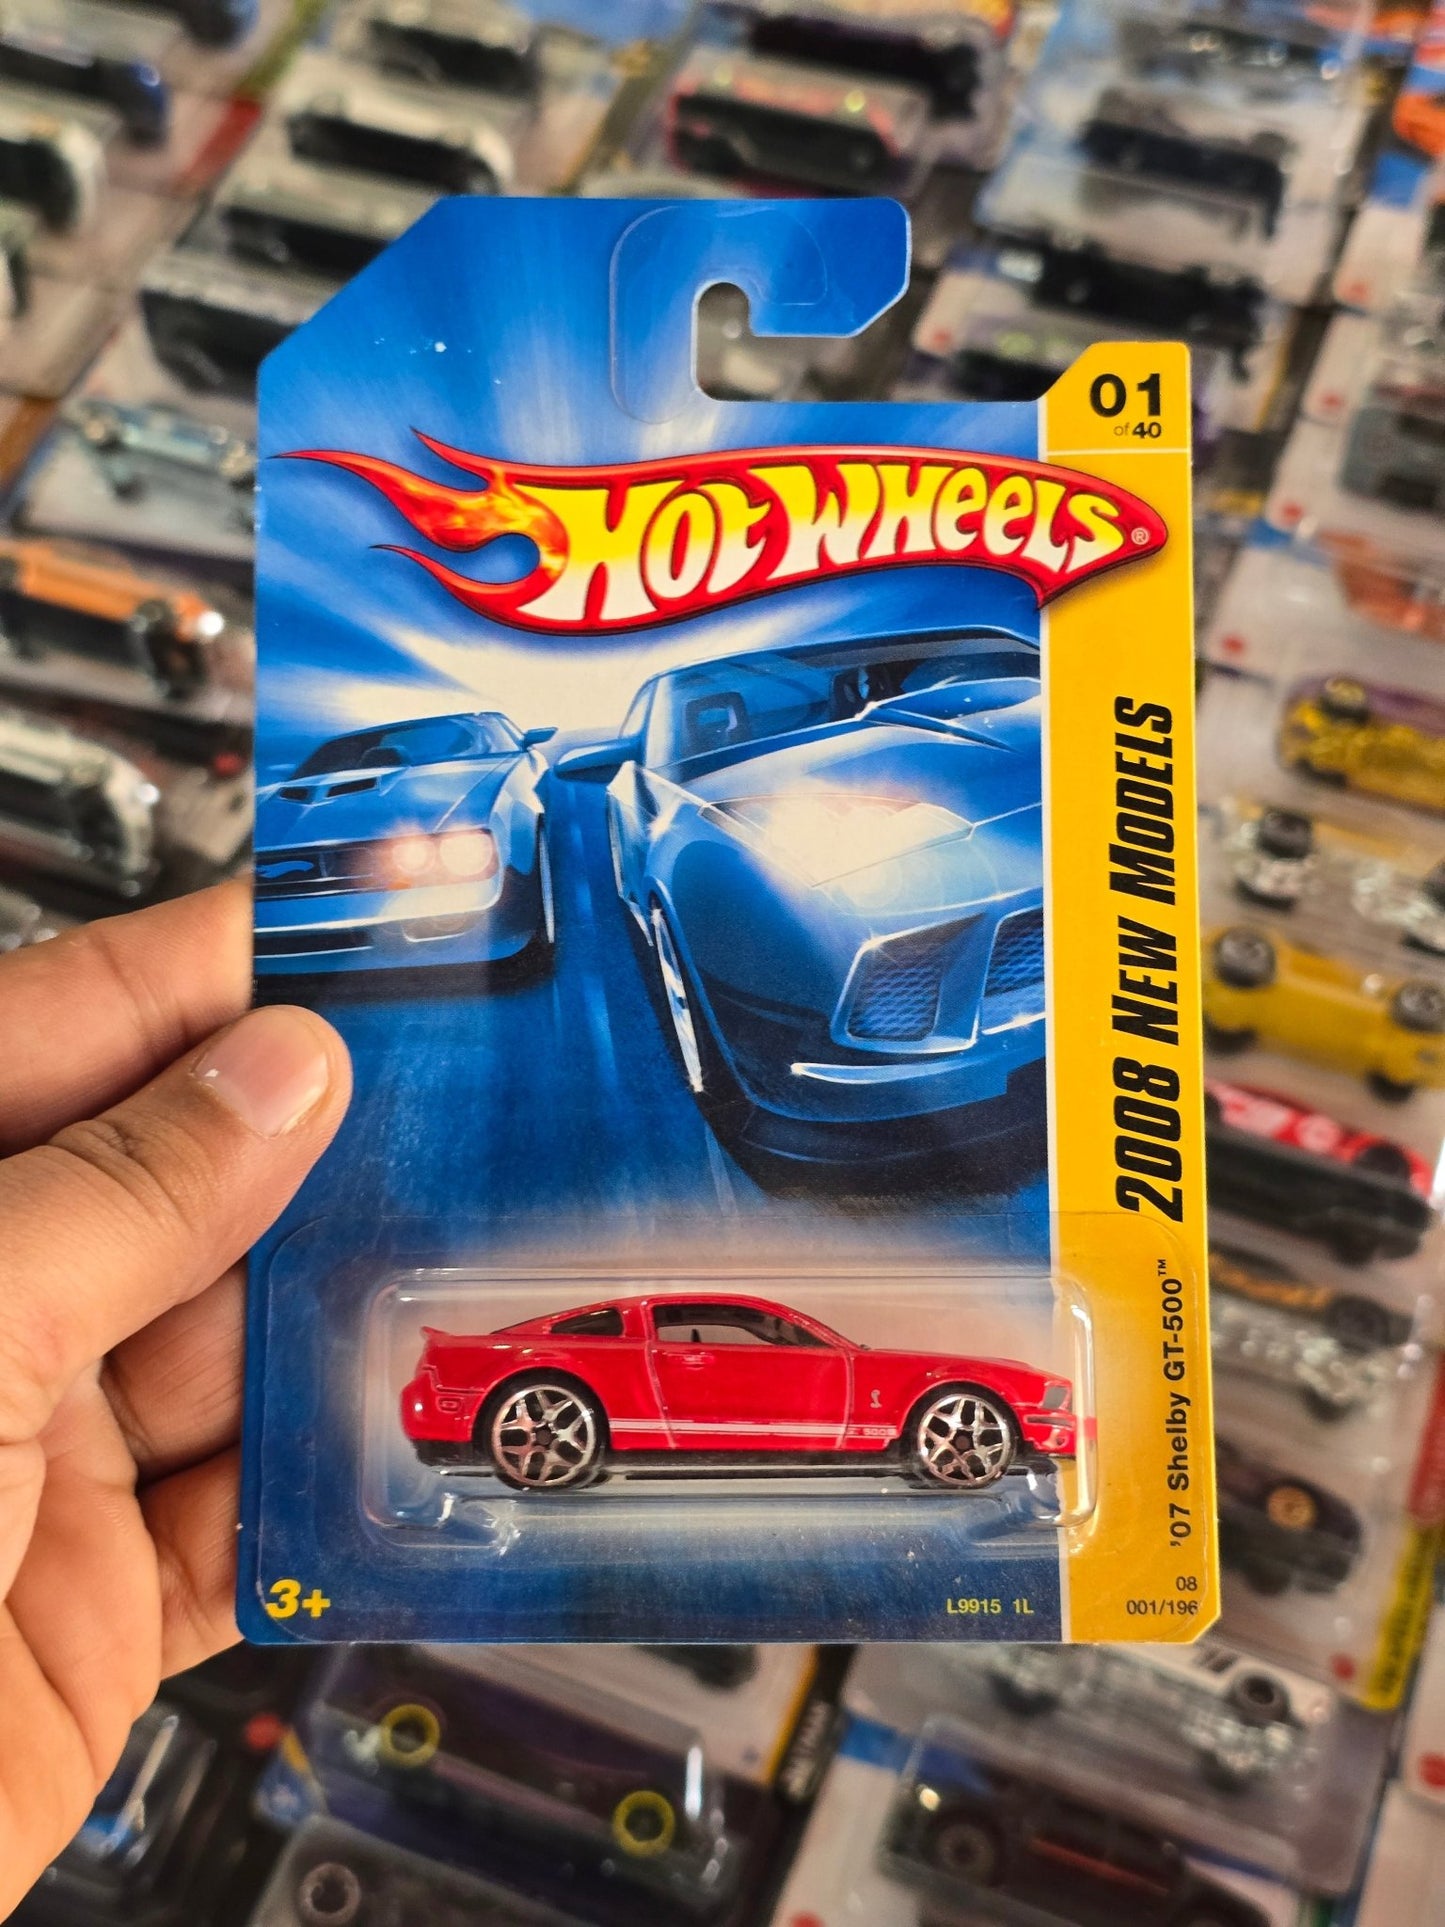 01
of 40
HOT WHEELS®
2008 NEW MODELS
'07 Shelby GT-500™
3+
L9915 1L
08
001/196